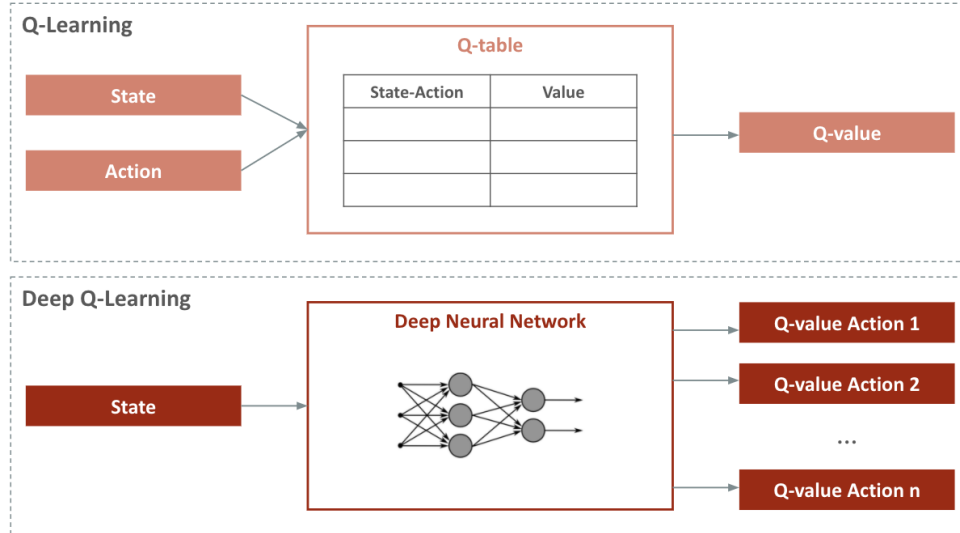 Q-Learning
Q-table
State
Action
State-Action Value
Q-value
Deep Q-Learning
Deep Neural Network
State
Q-value Action 1
Q-value Action 2
...
Q-value Action n